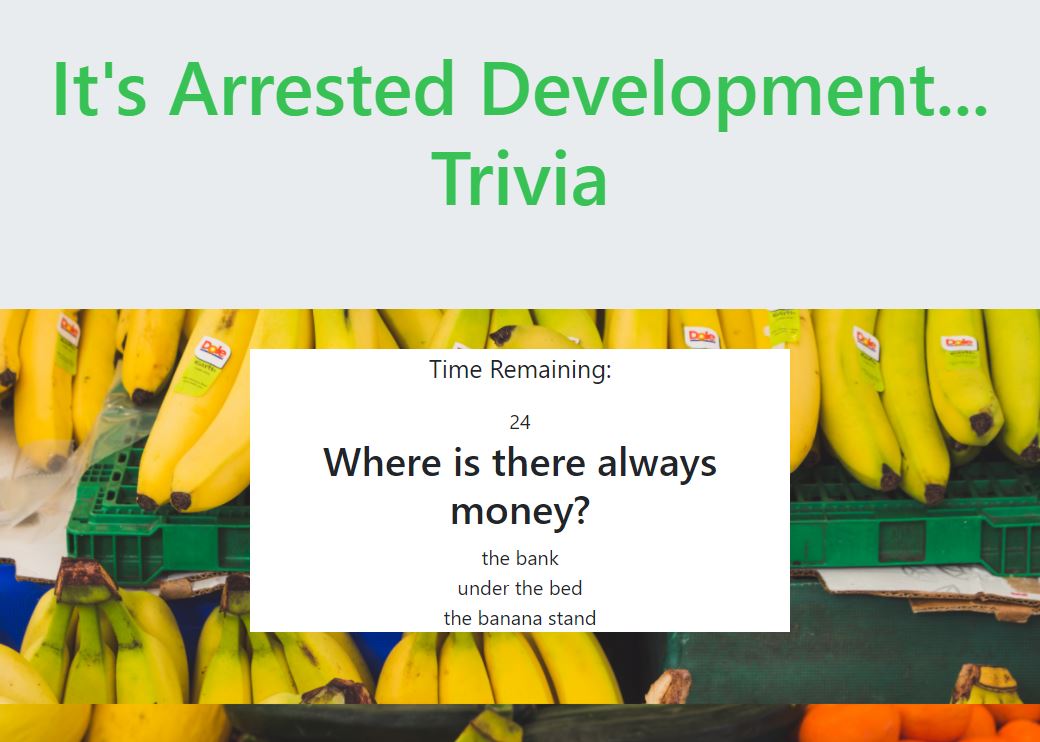 It's Arrested Development...
Trivia
Dole
Dole
Dole
Dole
Dole
Time Remaining:
24
Where is there always
money?
the bank
under the bed
the banana stand